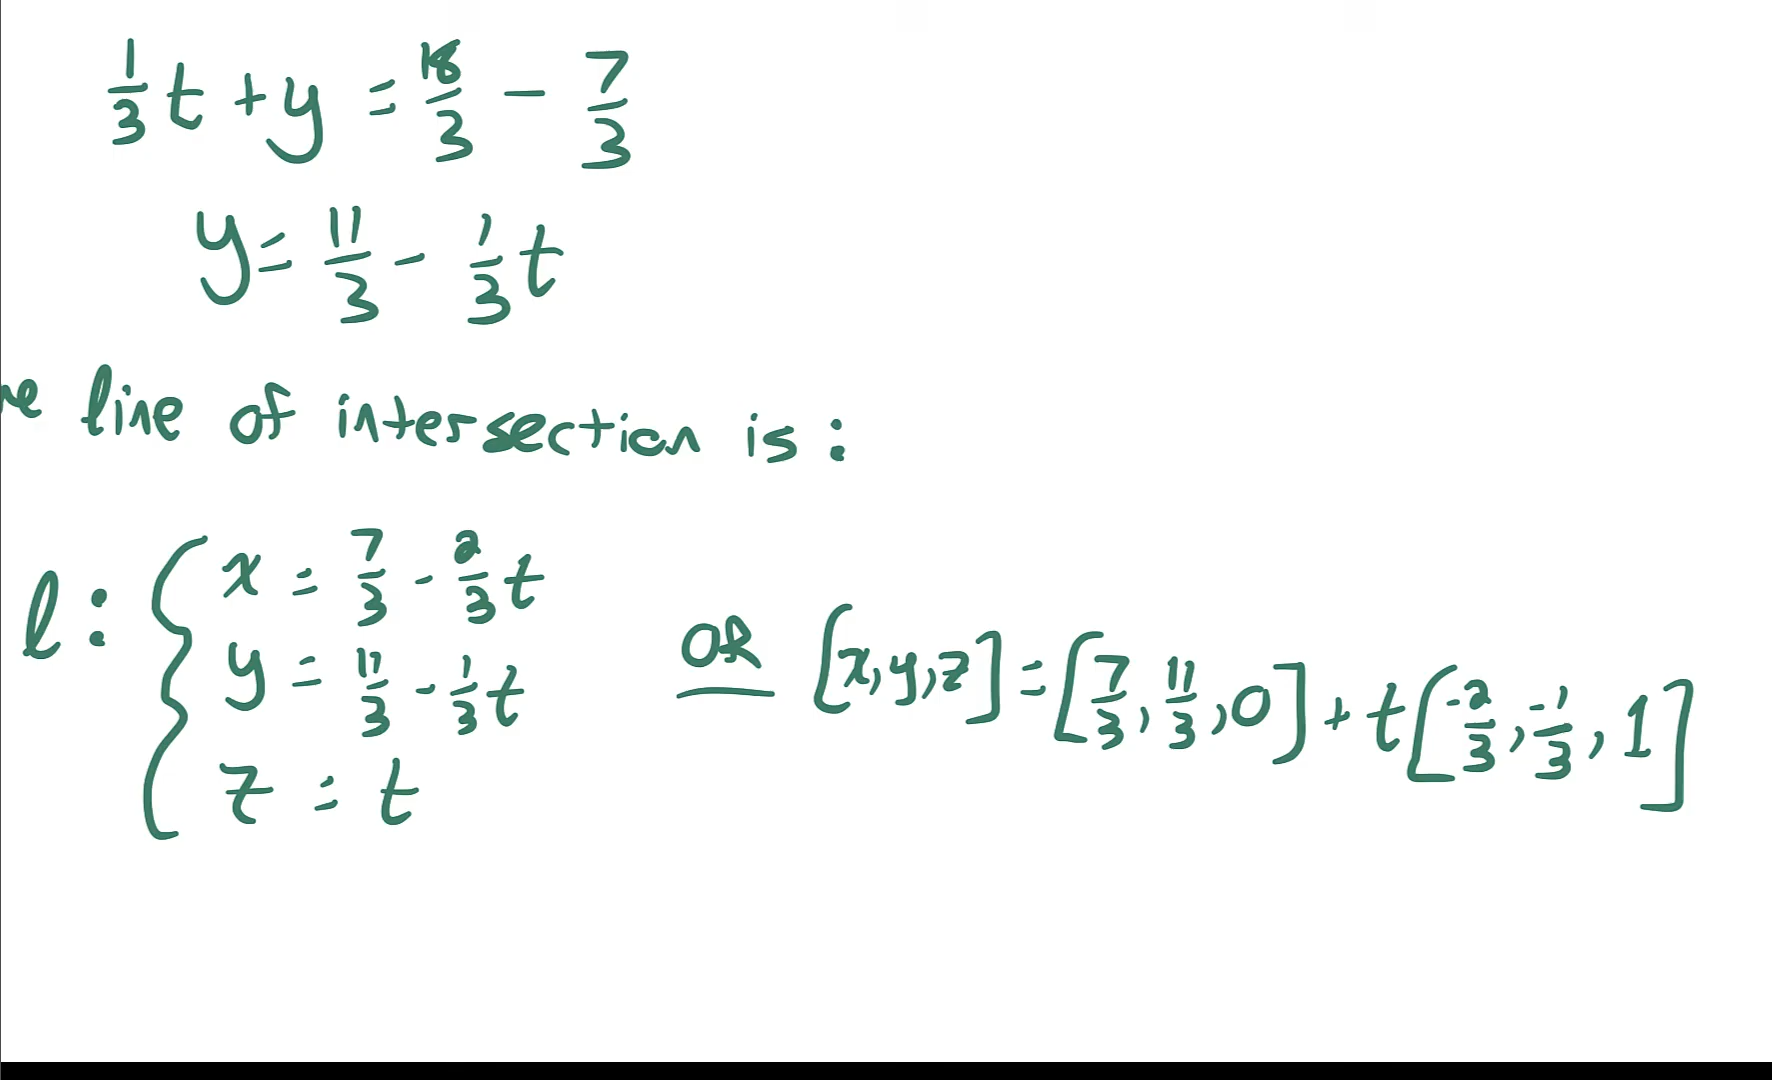 1/3 t + y = 18/3 - 7/3
y = 11/3 - 1/3 t
line of intersection is:
l: { x = 7/3 - 2/3 t
y = 11/3 - 1/3 t
z = t
OR [x, y, z] = [7/3, 11/3, 0] + t[-2/3, -1/3, 1]